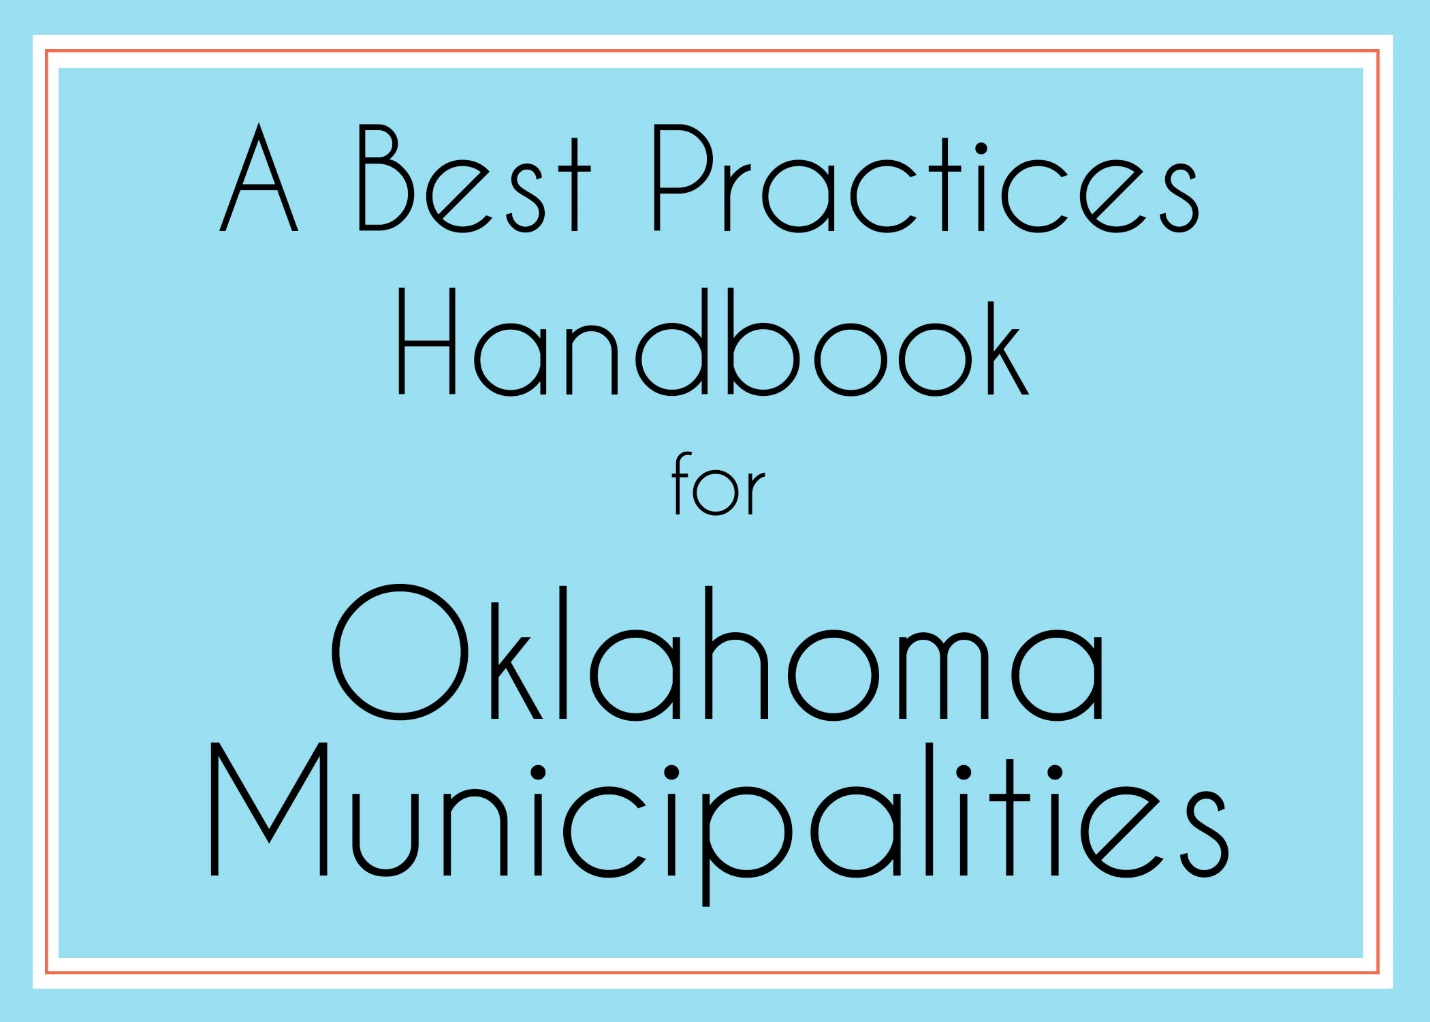 A Best Practices
Handbook
for
Oklahoma
Municipalities